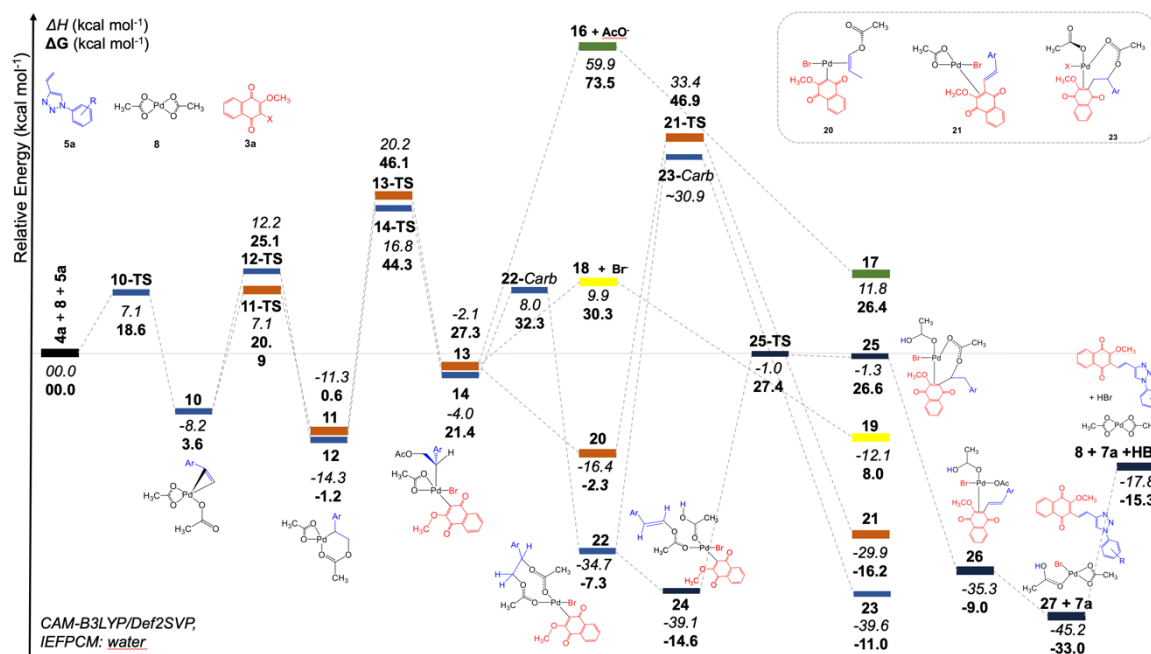 Relative Energy (kcal mol⁻¹)
ΔH (kcal mol⁻¹)
ΔG (kcal mol⁻¹)
R
5a
H₃C
Pd
CH₃
8
OCH₃
X
3a
4a + 8 + 5a
00.0
00.0
10-TS
7.1
18.6
10
-8.2
3.6
12.2
25.1
12-TS
11-TS
7.1
20.
9
-11.3
0.6
11
12
-14.3
-1.2
20.2
46.1
13-TS
14-TS
16.8
44.3
-2.1
27.3
13
14
-4.0
21.4
16 + AcO⁻
59.9
73.5
22-Carb
8.0
32.3
18 + Br⁻
9.9
30.3
20
-16.4
-2.3
22
-34.7
-7.3
33.4
46.9
21-TS
23-Carb
~30.9
24
-39.1
-14.6
25-TS
-1.0
27.4
17
11.8
26.4
25
-1.3
26.6
19
-12.1
8.0
21
-29.9
-16.2
23
-39.6
-11.0
26
-35.3
-9.0
27 + 7a
-45.2
-33.0
+ HBr
8 + 7a +HB
-17.8
-15.3
20
21
23
CAM-B3LYP/Def2SVP,
IEFPCM: water